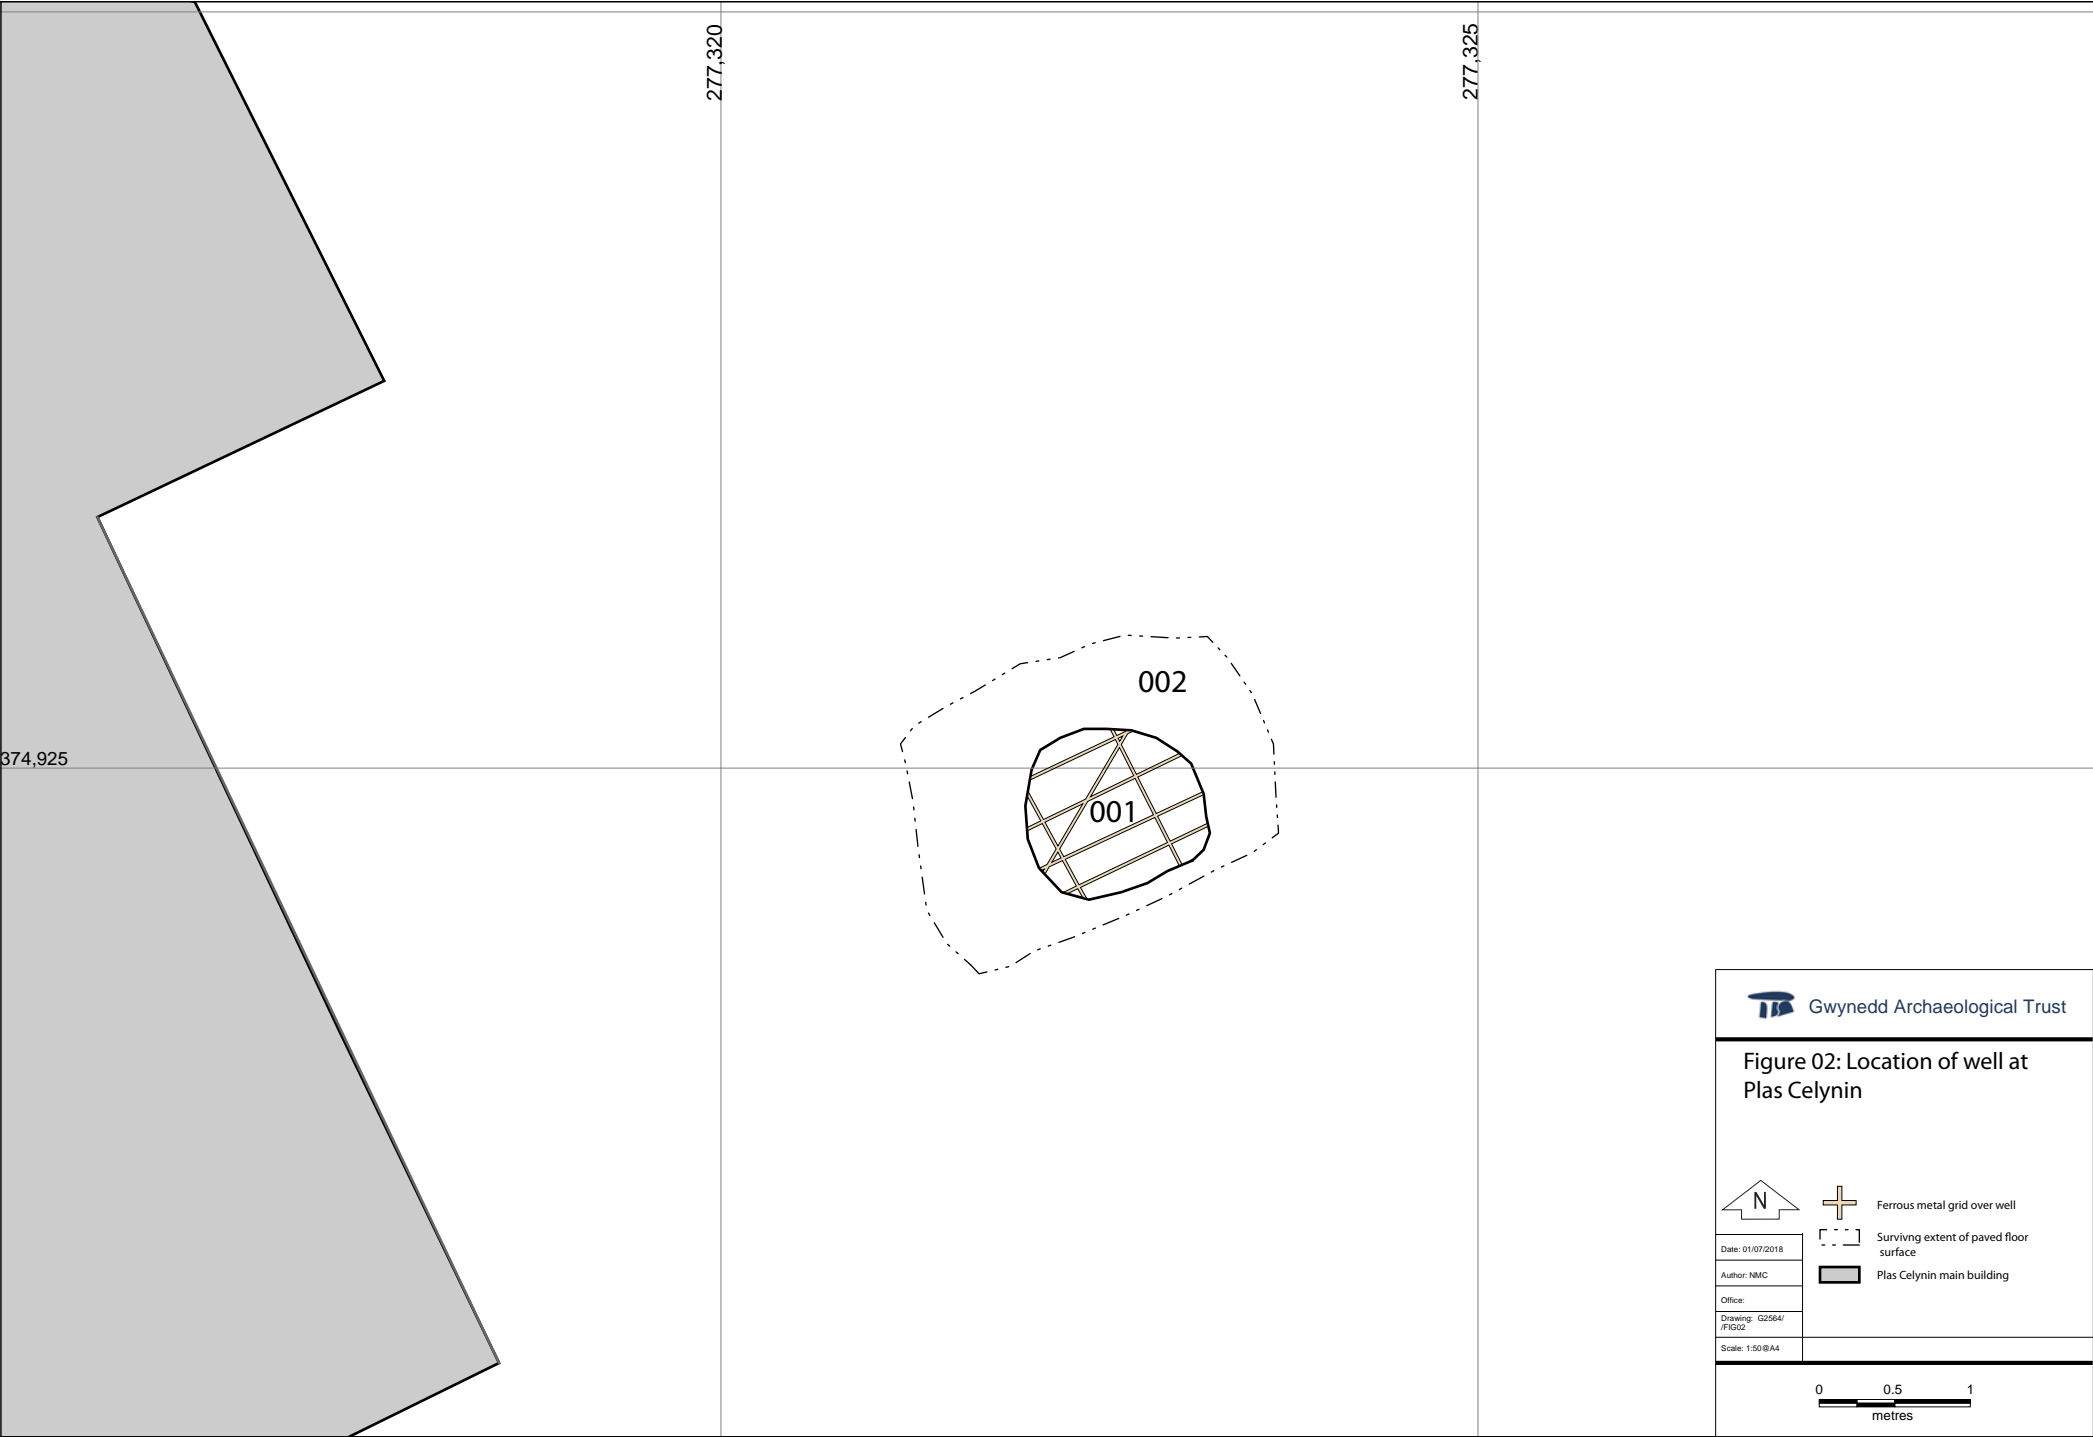 277,320
277,325
002
374,925
001
Gwynedd Archaeological Trust
Figure 02: Location of well at
Plas Celynin
N
Ferrous metal grid over well
Survivng extent of paved floor
surface
Plas Celynin main building
Date: 01/07/2018
Author: NMC
Office:
Drawing: G2564/
/FIG02
Scale: 1:50@A4
0 0.5 1
metres